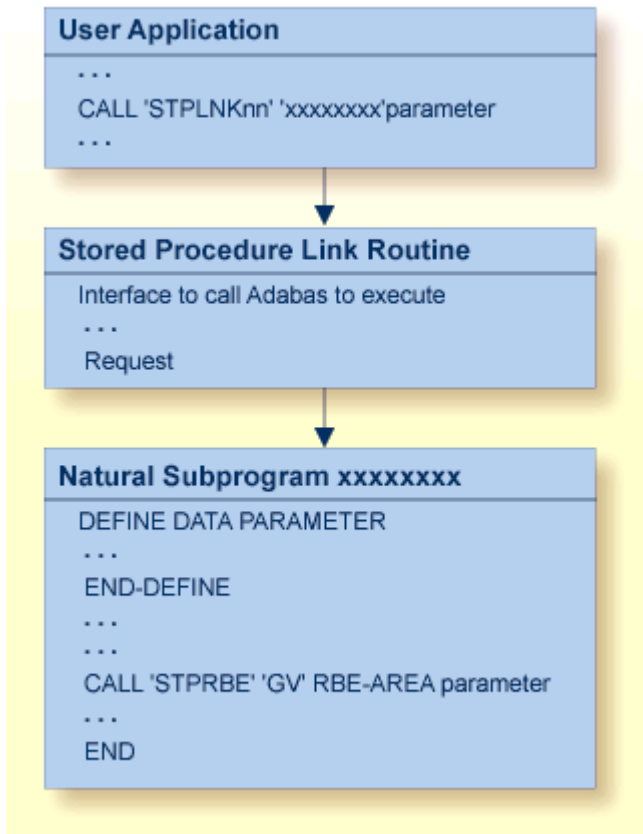 User Application
...
CALL 'STPLNKnn' 'xxxxxxxx'parameter
...
Stored Procedure Link Routine
Interface to call Adabas to execute
...
Request
Natural Subprogram xxxxxxxx
DEFINE DATA PARAMETER
...
END-DEFINE
...
...
CALL 'STPRBE' 'GV' RBE-AREA parameter
...
END